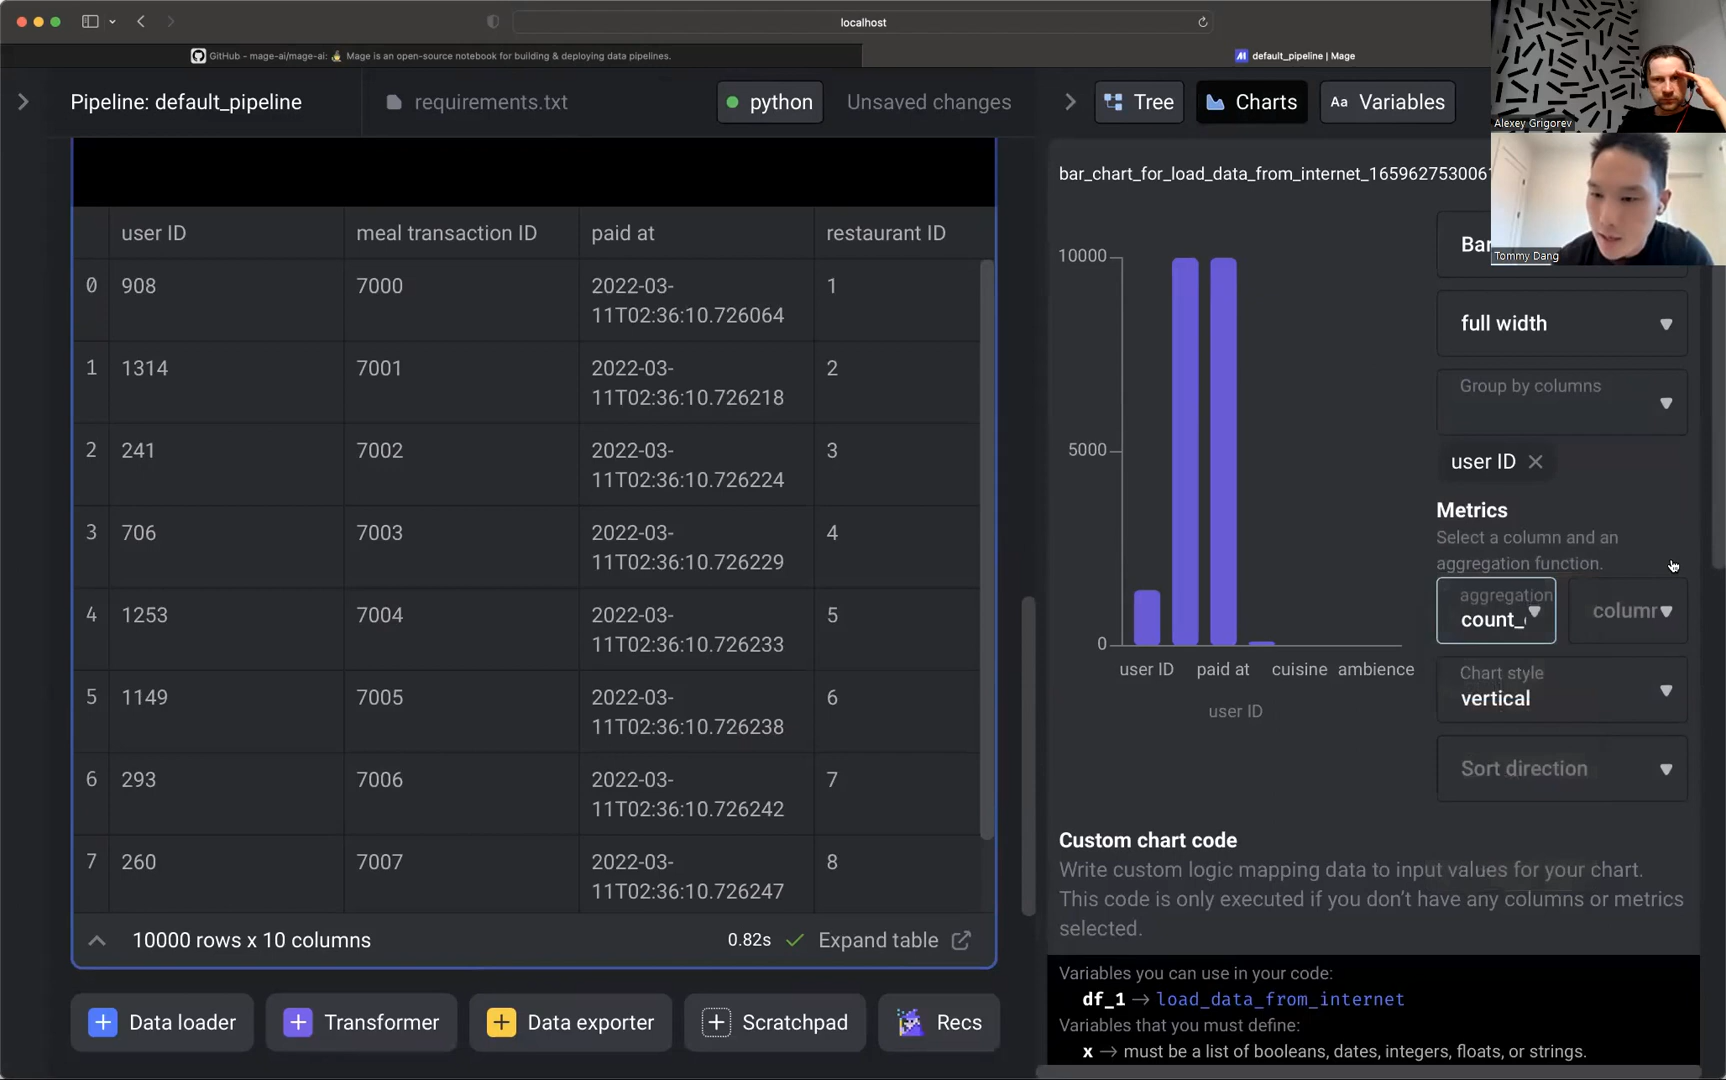 localhost
GitHub - mage-ai/mage-ai: 🧙 Mage is an open-source notebook for building & deploying data pipelines.
default_pipeline | Mage
Pipeline: default_pipeline
requirements.txt
python
Unsaved changes
Tree
Charts
Aa Variables
Alexey Grigorev
Tommy Dang
user ID
meal transaction ID
paid at
restaurant ID
0
908
7000
2022-03-
11T02:36:10.726064
1
1
1314
7001
2022-03-
11T02:36:10.726218
2
2
241
7002
2022-03-
11T02:36:10.726224
3
3
706
7003
2022-03-
11T02:36:10.726229
4
4
1253
7004
2022-03-
11T02:36:10.726233
5
5
1149
7005
2022-03-
11T02:36:10.726238
6
6
293
7006
2022-03-
11T02:36:10.726242
7
7
260
7007
2022-03-
11T02:36:10.726247
8
10000 rows x 10 columns
0.82s
Expand table
Data loader
Transformer
Data exporter
Scratchpad
Recs
bar_chart_for_load_data_from_internet_165962753006
10000
5000
0
user ID
paid at
cuisine
ambience
user ID
Bar
full width
Group by columns
user ID
Metrics
Select a column and an
aggregation function.
aggregation
count_
column
Chart style
vertical
Sort direction
Custom chart code
Write custom logic mapping data to input values for your chart.
This code is only executed if you don't have any columns or metrics
selected.
Variables you can use in your code:
df_1 → load_data_from_internet
Variables that you must define:
x → must be a list of booleans, dates, integers, floats, or strings.